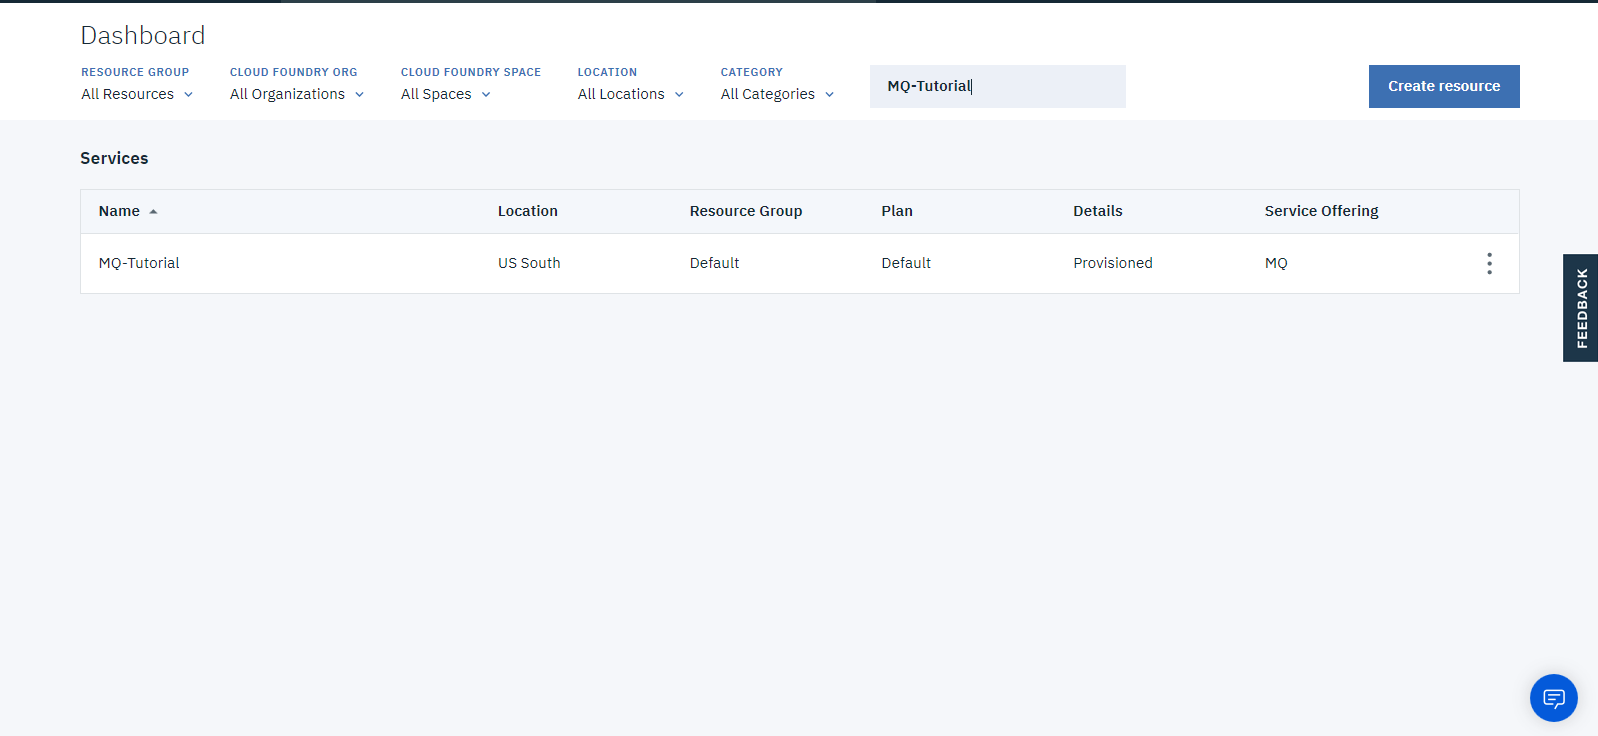 Dashboard
RESOURCE GROUP CLOUD FOUNDRY ORG CLOUD FOUNDRY SPACE LOCATION CATEGORY
All Resources All Organizations All Spaces All Locations All Categories MQ-Tutorial Create resource
Services
Name Location Resource Group Plan Details Service Offering
MQ-Tutorial US South Default Default Provisioned MQ
FEEDBACK